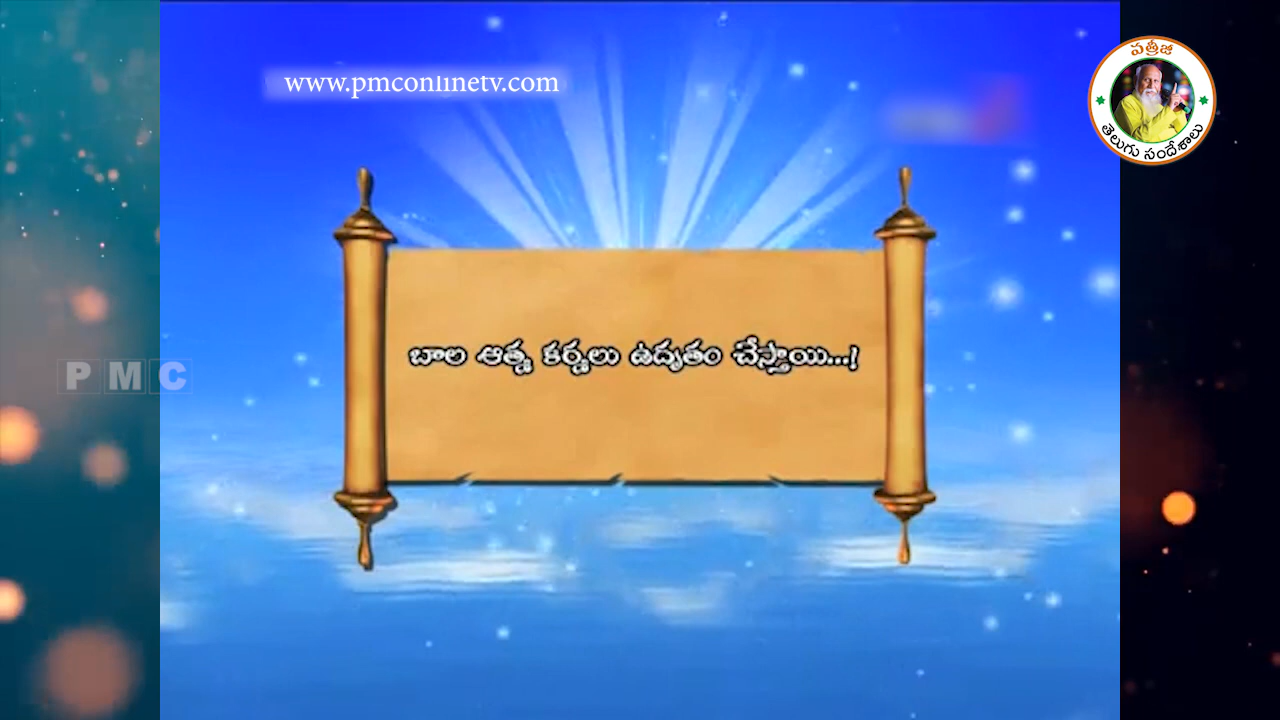 www.pmconlinetv.com
పత్రీజీ
తెలుగు సందేశాలు
బాల ఆత్మ కర్మలు ఉదృతం చేస్తాయి...!
PMC